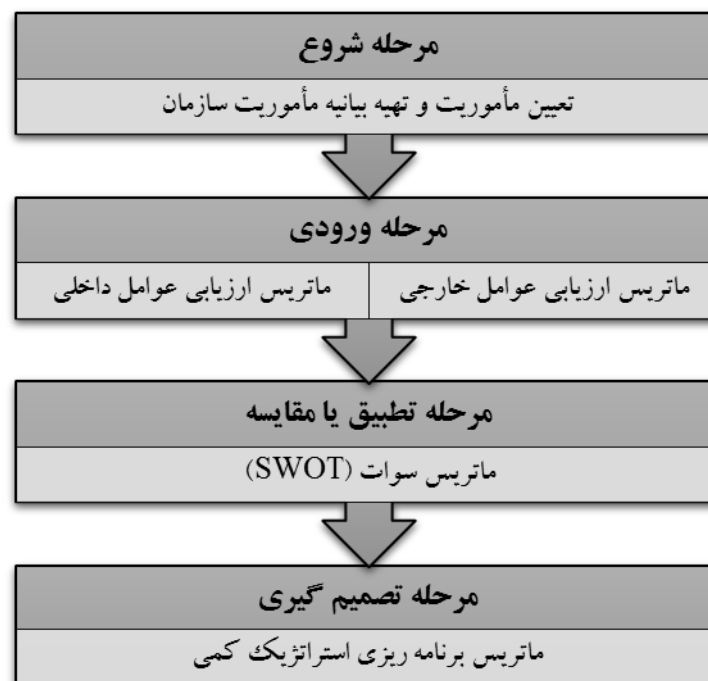 مرحله شروع
تعیین مأموریت و تهیه بیانیه مأموریت سازمان
مرحله ورودی
ماتریس ارزیابی عوامل خارجی
ماتریس ارزیابی عوامل داخلی
مرحله تطبیق یا مقایسه
ماتریس سوات (SWOT)
مرحله تصمیم گیری
ماتریس برنامه ریزی استراتژیک کمی